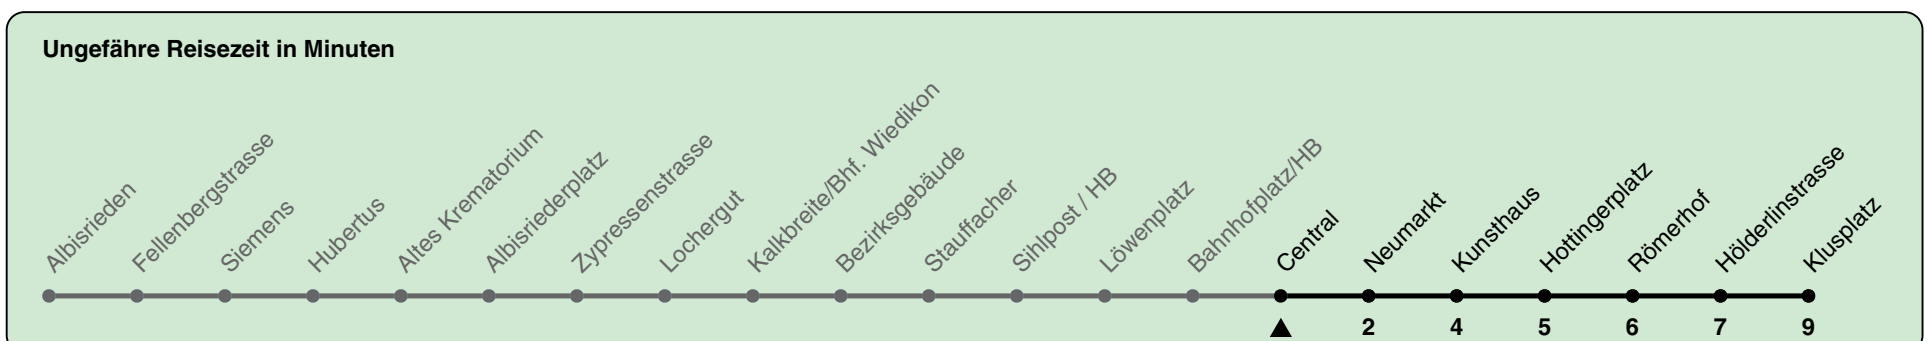 Ungefähre Reisezeit in Minuten
Albisrieden
Fellenbergstrasse
Siemens
Hubertus
Altes Krematorium
Albisriederplatz
Zypressenstrasse
Lochergut
Kalkbreite/Bhf. Wiedikon
Bezirksgebäude
Stauffacher
Sihlpost / HB
Löwenplatz
Bahnhofplatz/HB
Central
Neumarkt
Kunsthaus
Hottingerplatz
Römerhof
Hölderlinstrasse
Klusplatz
2 4 5 6 7 9